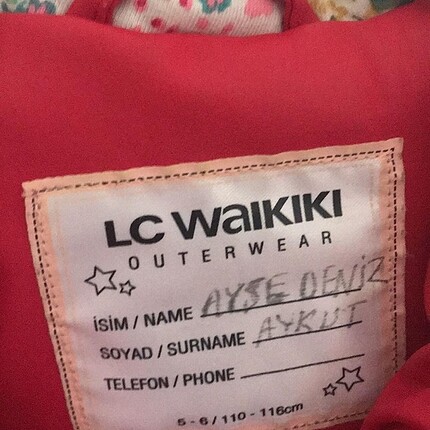 LC WAIKIKI
OUTERWEAR
İSİM / NAME AYŞE DENİZ
SOYAD / SURNAME AYKUT
TELEFON / PHONE
5 - 6 / 110 - 116cm